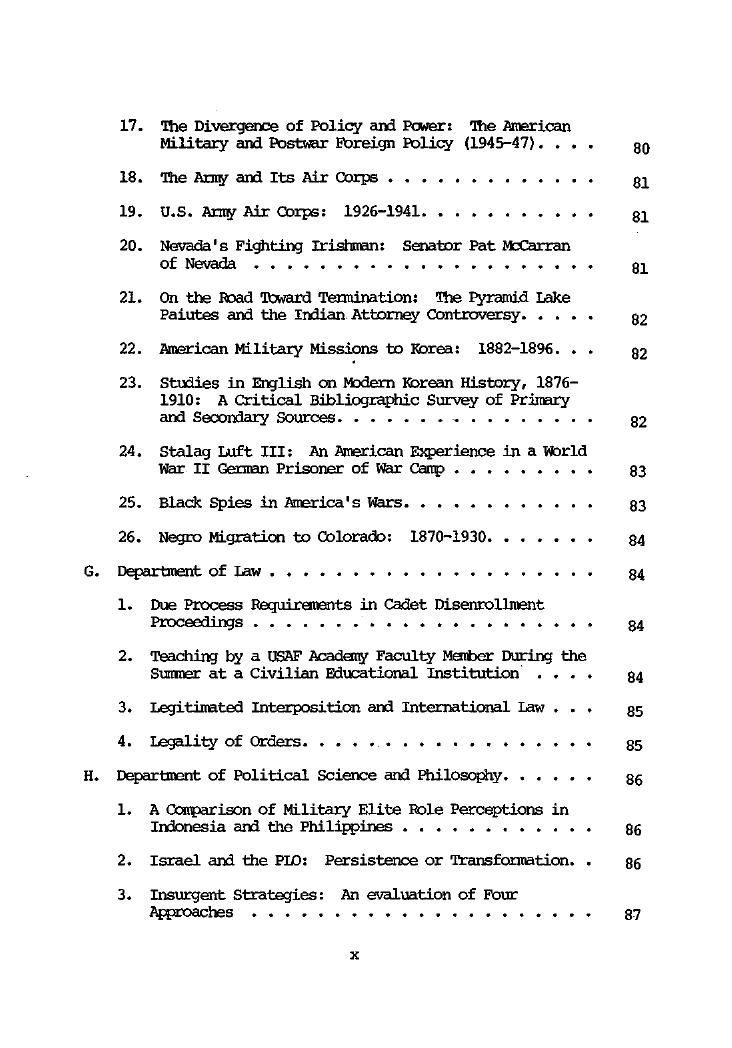 17. The Divergence of Policy and Power: The American
Military and Postwar Foreign Policy (1945-47). . . . 80
18. The Army and Its Air Corps . . . . . . . . . . . . . 81
19. U.S. Army Air Corps: 1926-1941. . . . . . . . . . . 81
20. Nevada's Fighting Irishman: Senator Pat McCarran
of Nevada . . . . . . . . . . . . . . . . . . . . . 81
21. On the Road Toward Termination: The Pyramid Lake
Paiutes and the Indian Attorney Controversy. . . . . 82
22. American Military Missions to Korea: 1882-1896. . . 82
23. Studies in English on Modern Korean History, 1876-
1910: A Critical Bibliographic Survey of Primary
and Secondary Sources. . . . . . . . . . . . . . . . 82
24. Stalag Luft III: An American Experience in a World
War II German Prisoner of War Camp . . . . . . . . . 83
25. Black Spies in America's Wars. . . . . . . . . . . . 83
26. Negro Migration to Colorado: 1870-1930. . . . . . . 84
G. Department of Law . . . . . . . . . . . . . . . . . . . . 84
1. Due Process Requirements in Cadet Disenrollment
Proceedings . . . . . . . . . . . . . . . . . . . . . 84
2. Teaching by a USAF Academy Faculty Member During the
Summer at a Civilian Educational Institution . . . . 84
3. Legitimated Interposition and International Law . . . 85
4. Legality of Orders. . . . . . . . . . . . . . . . . . 85
H. Department of Political Science and Philosophy. . . . . . 86
1. A Comparison of Military Elite Role Perceptions in
Indonesia and the Philippines . . . . . . . . . . . . 86
2. Israel and the PLO: Persistence or Transformation. . 86
3. Insurgent Strategies: An evaluation of Four
Approaches . . . . . . . . . . . . . . . . . . . . . 87
x